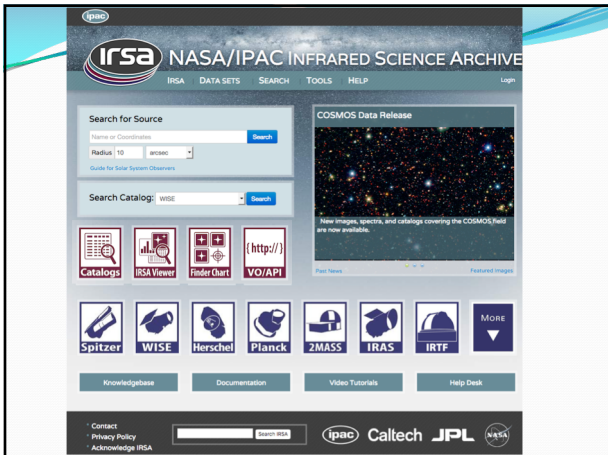 ipac
irsa NASA/IPAC INFRARED SCIENCE ARCHIVE
IRSA DATA SETS SEARCH TOOLS HELP Login
Search for Source
Name or Coordinates Search
Radius 10 arcsec
Guide for Solar System Observers
Search Catalog: WISE Search
COSMOS Data Release
New images, spectra, and catalogs covering the COSMOS field
are now available.
Past News Featured Images
Catalogs IRSA Viewer Finder Chart {http://} VO/API
Spitzer WISE Herschel Planck 2MASS IRAS IRTF MORE
Knowledgebase Documentation Video Tutorials Help Desk
Contact
Privacy Policy
Acknowledge IRSA
Search IRSA
ipac Caltech JPL NASA